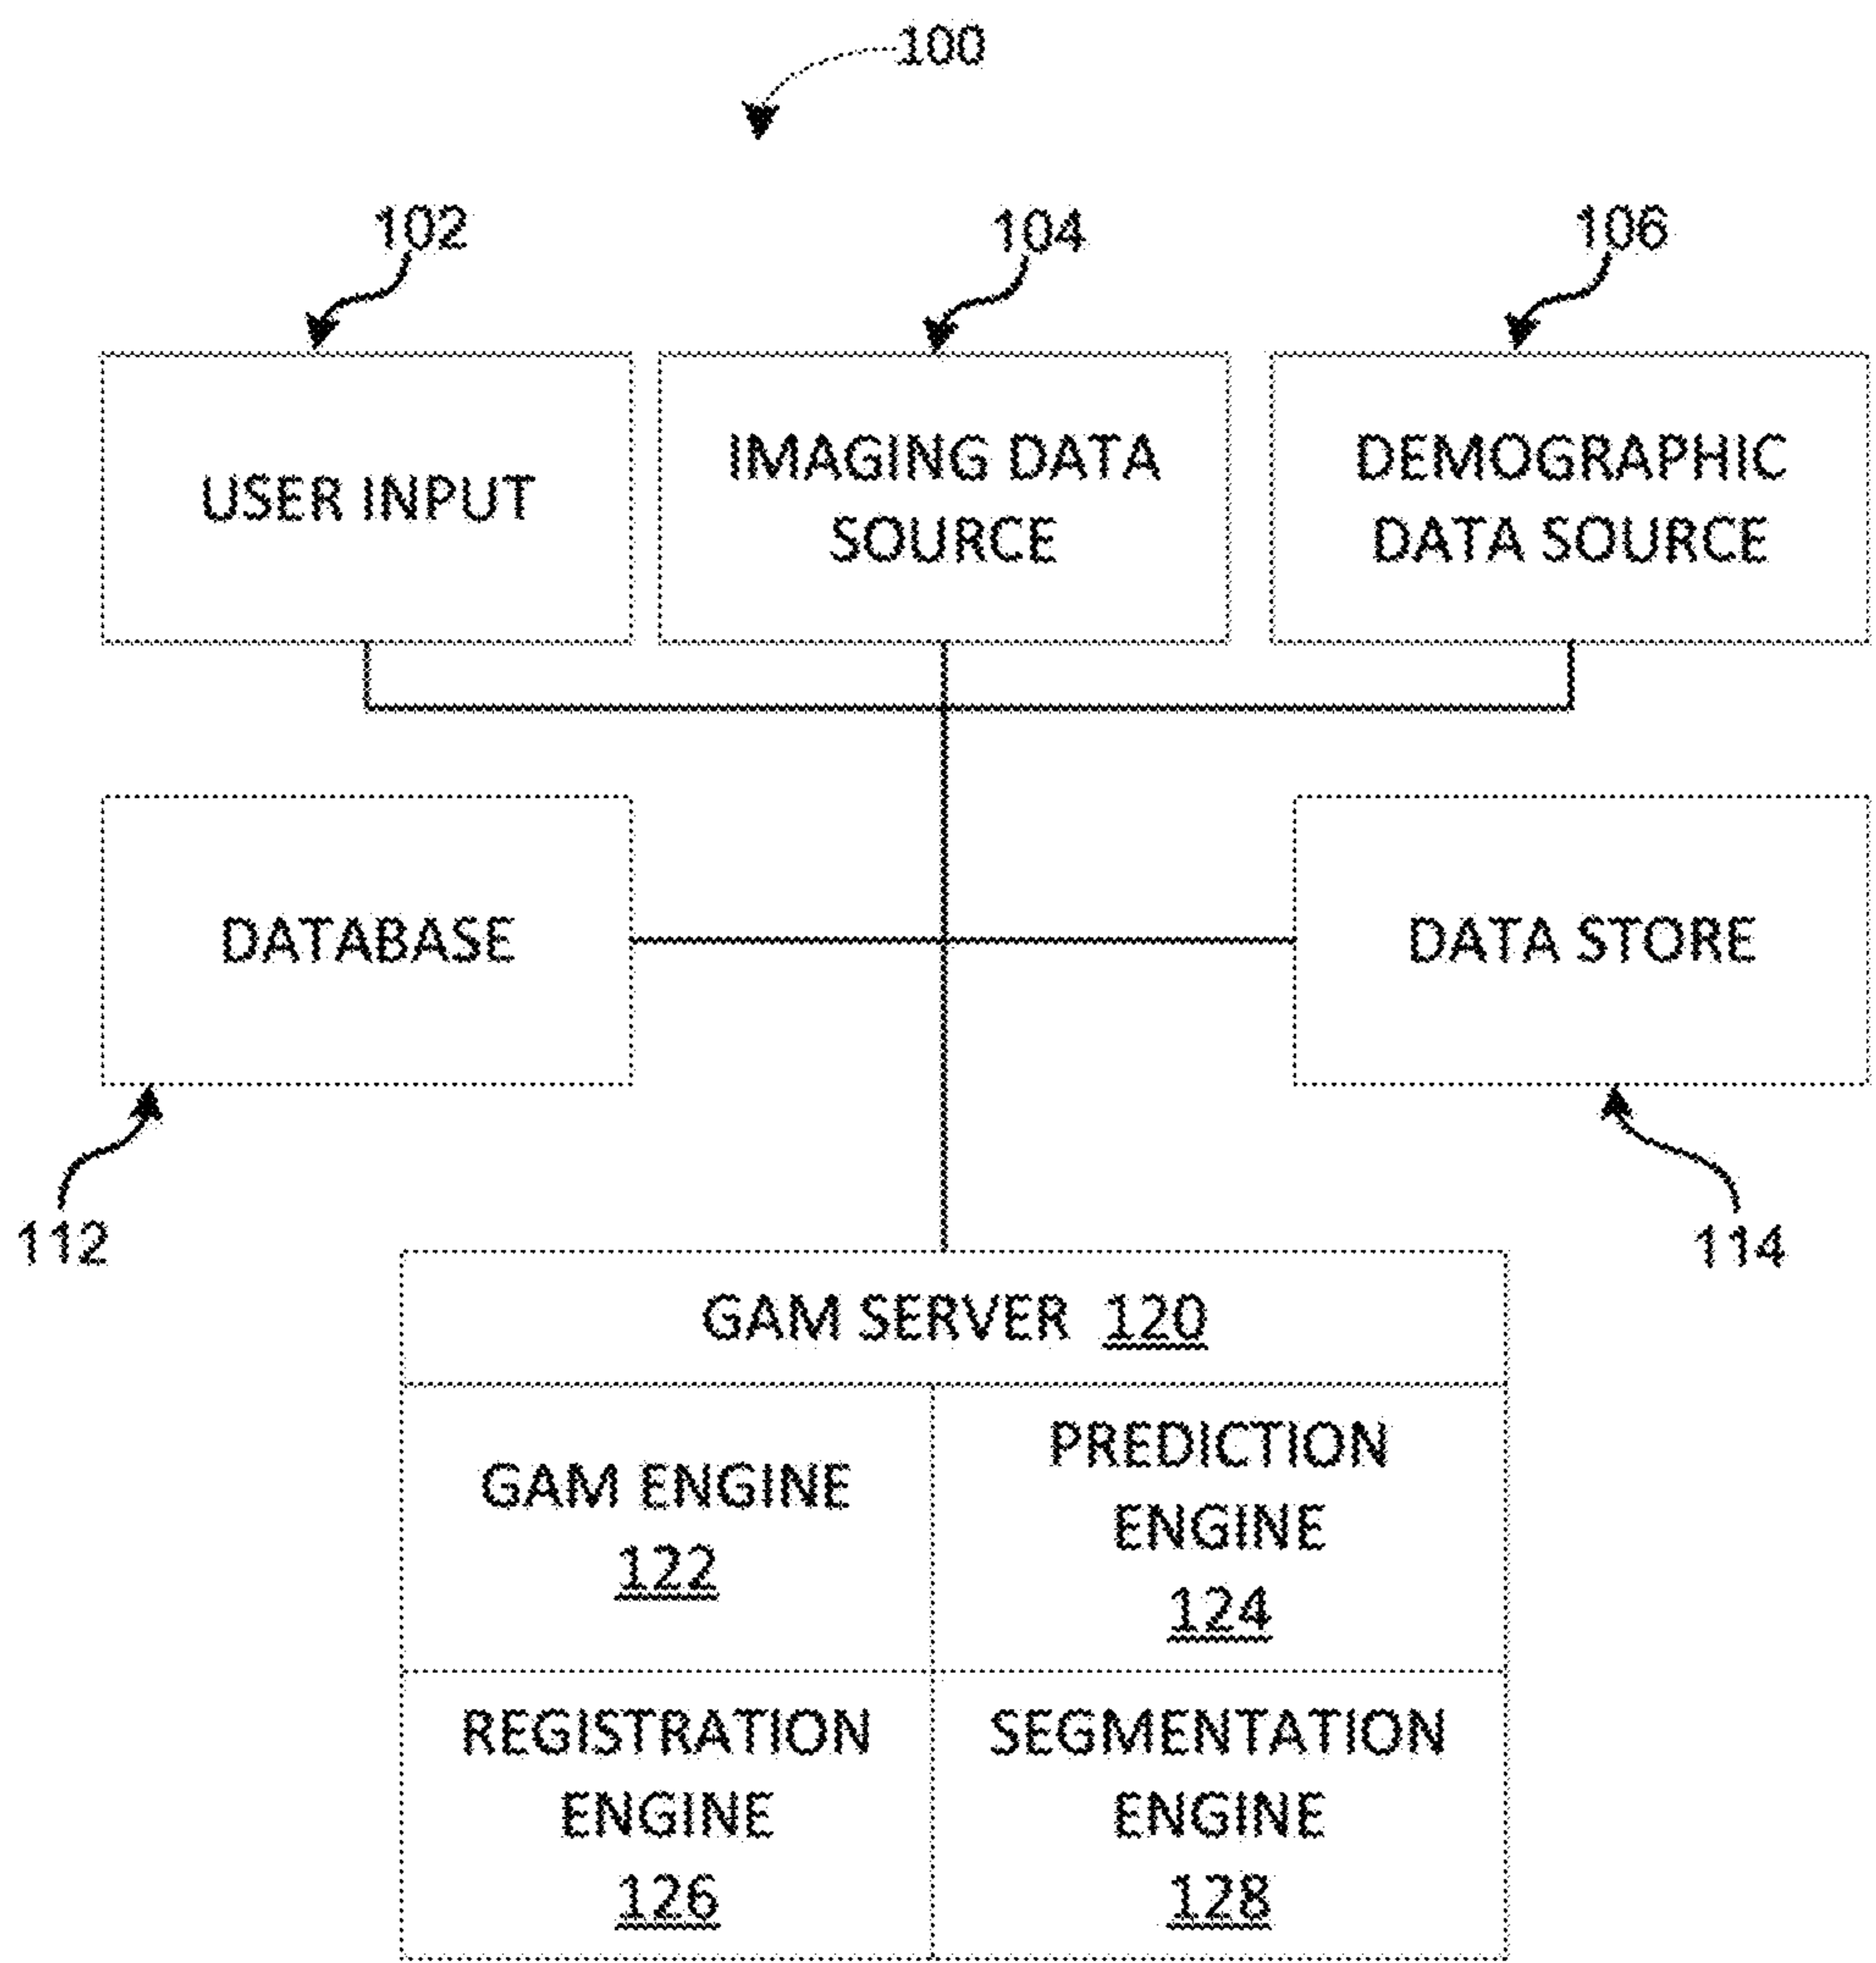 100
102
104
106
USER INPUT
IMAGING DATA
SOURCE
DEMOGRAPHIC
DATA SOURCE
DATABASE
DATA STORE
112
114
GAM SERVER 120
GAM ENGINE
122
PREDICTION
ENGINE
124
REGISTRATION
ENGINE
126
SEGMENTATION
ENGINE
128